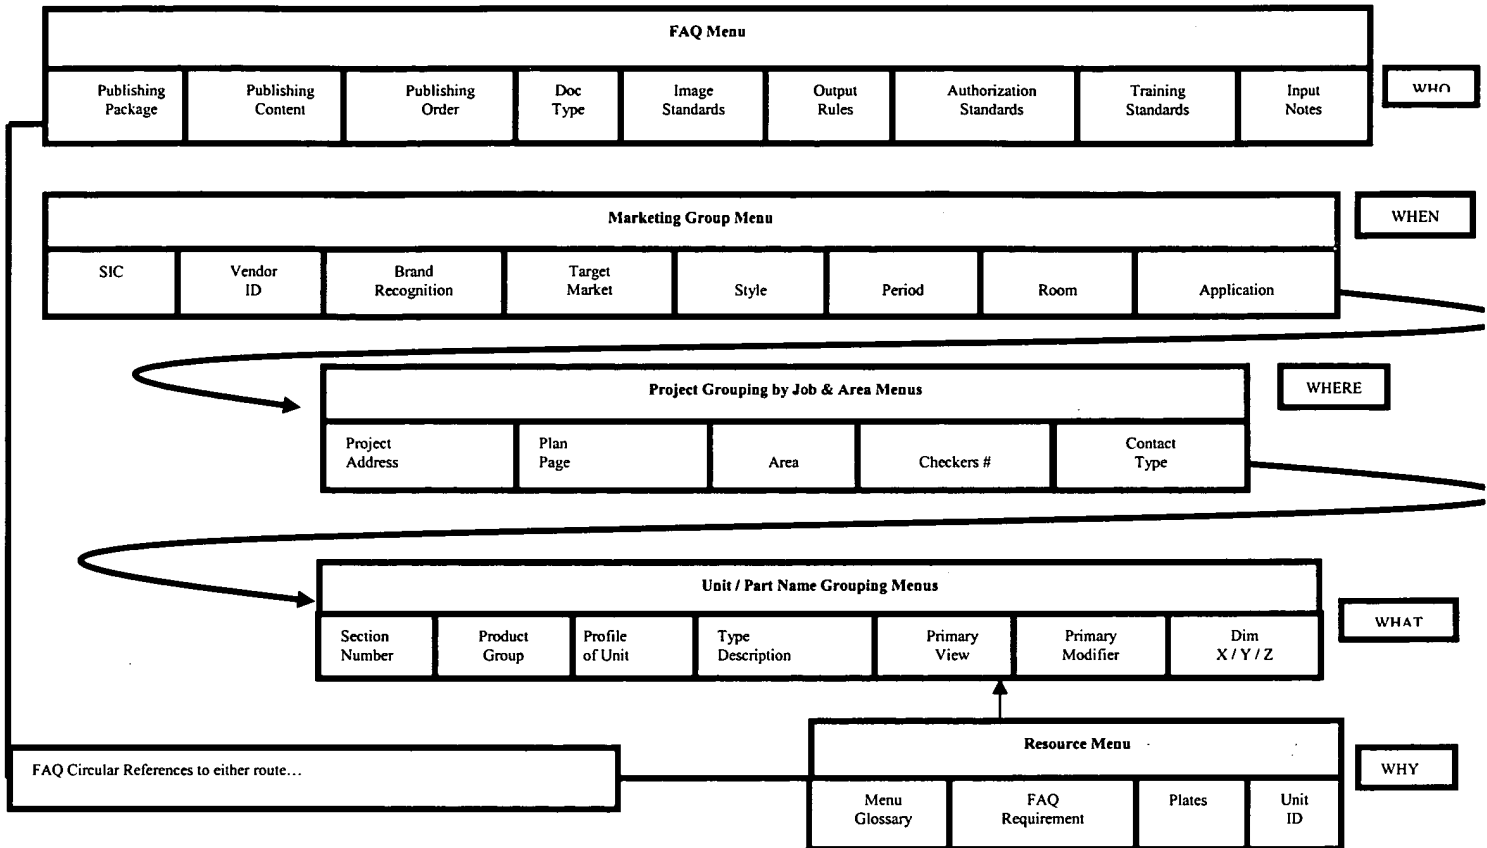 FAQ Menu
Publishing Package
Publishing Content
Publishing Order
Doc Type
Image Standards
Output Rules
Authorization Standards
Training Standards
Input Notes
WHO
Marketing Group Menu
WHEN
SIC
Vendor ID
Brand Recognition
Target Market
Style
Period
Room
Application
Project Grouping by Job & Area Menus
WHERE
Project Address
Plan Page
Area
Checkers #
Contact Type
Unit / Part Name Grouping Menus
WHAT
Section Number
Product Group
Profile of Unit
Type Description
Primary View
Primary Modifier
Dim X / Y / Z
Resource Menu
WHY
FAQ Circular References to either route...
Menu Glossary
FAQ Requirement
Plates
Unit ID